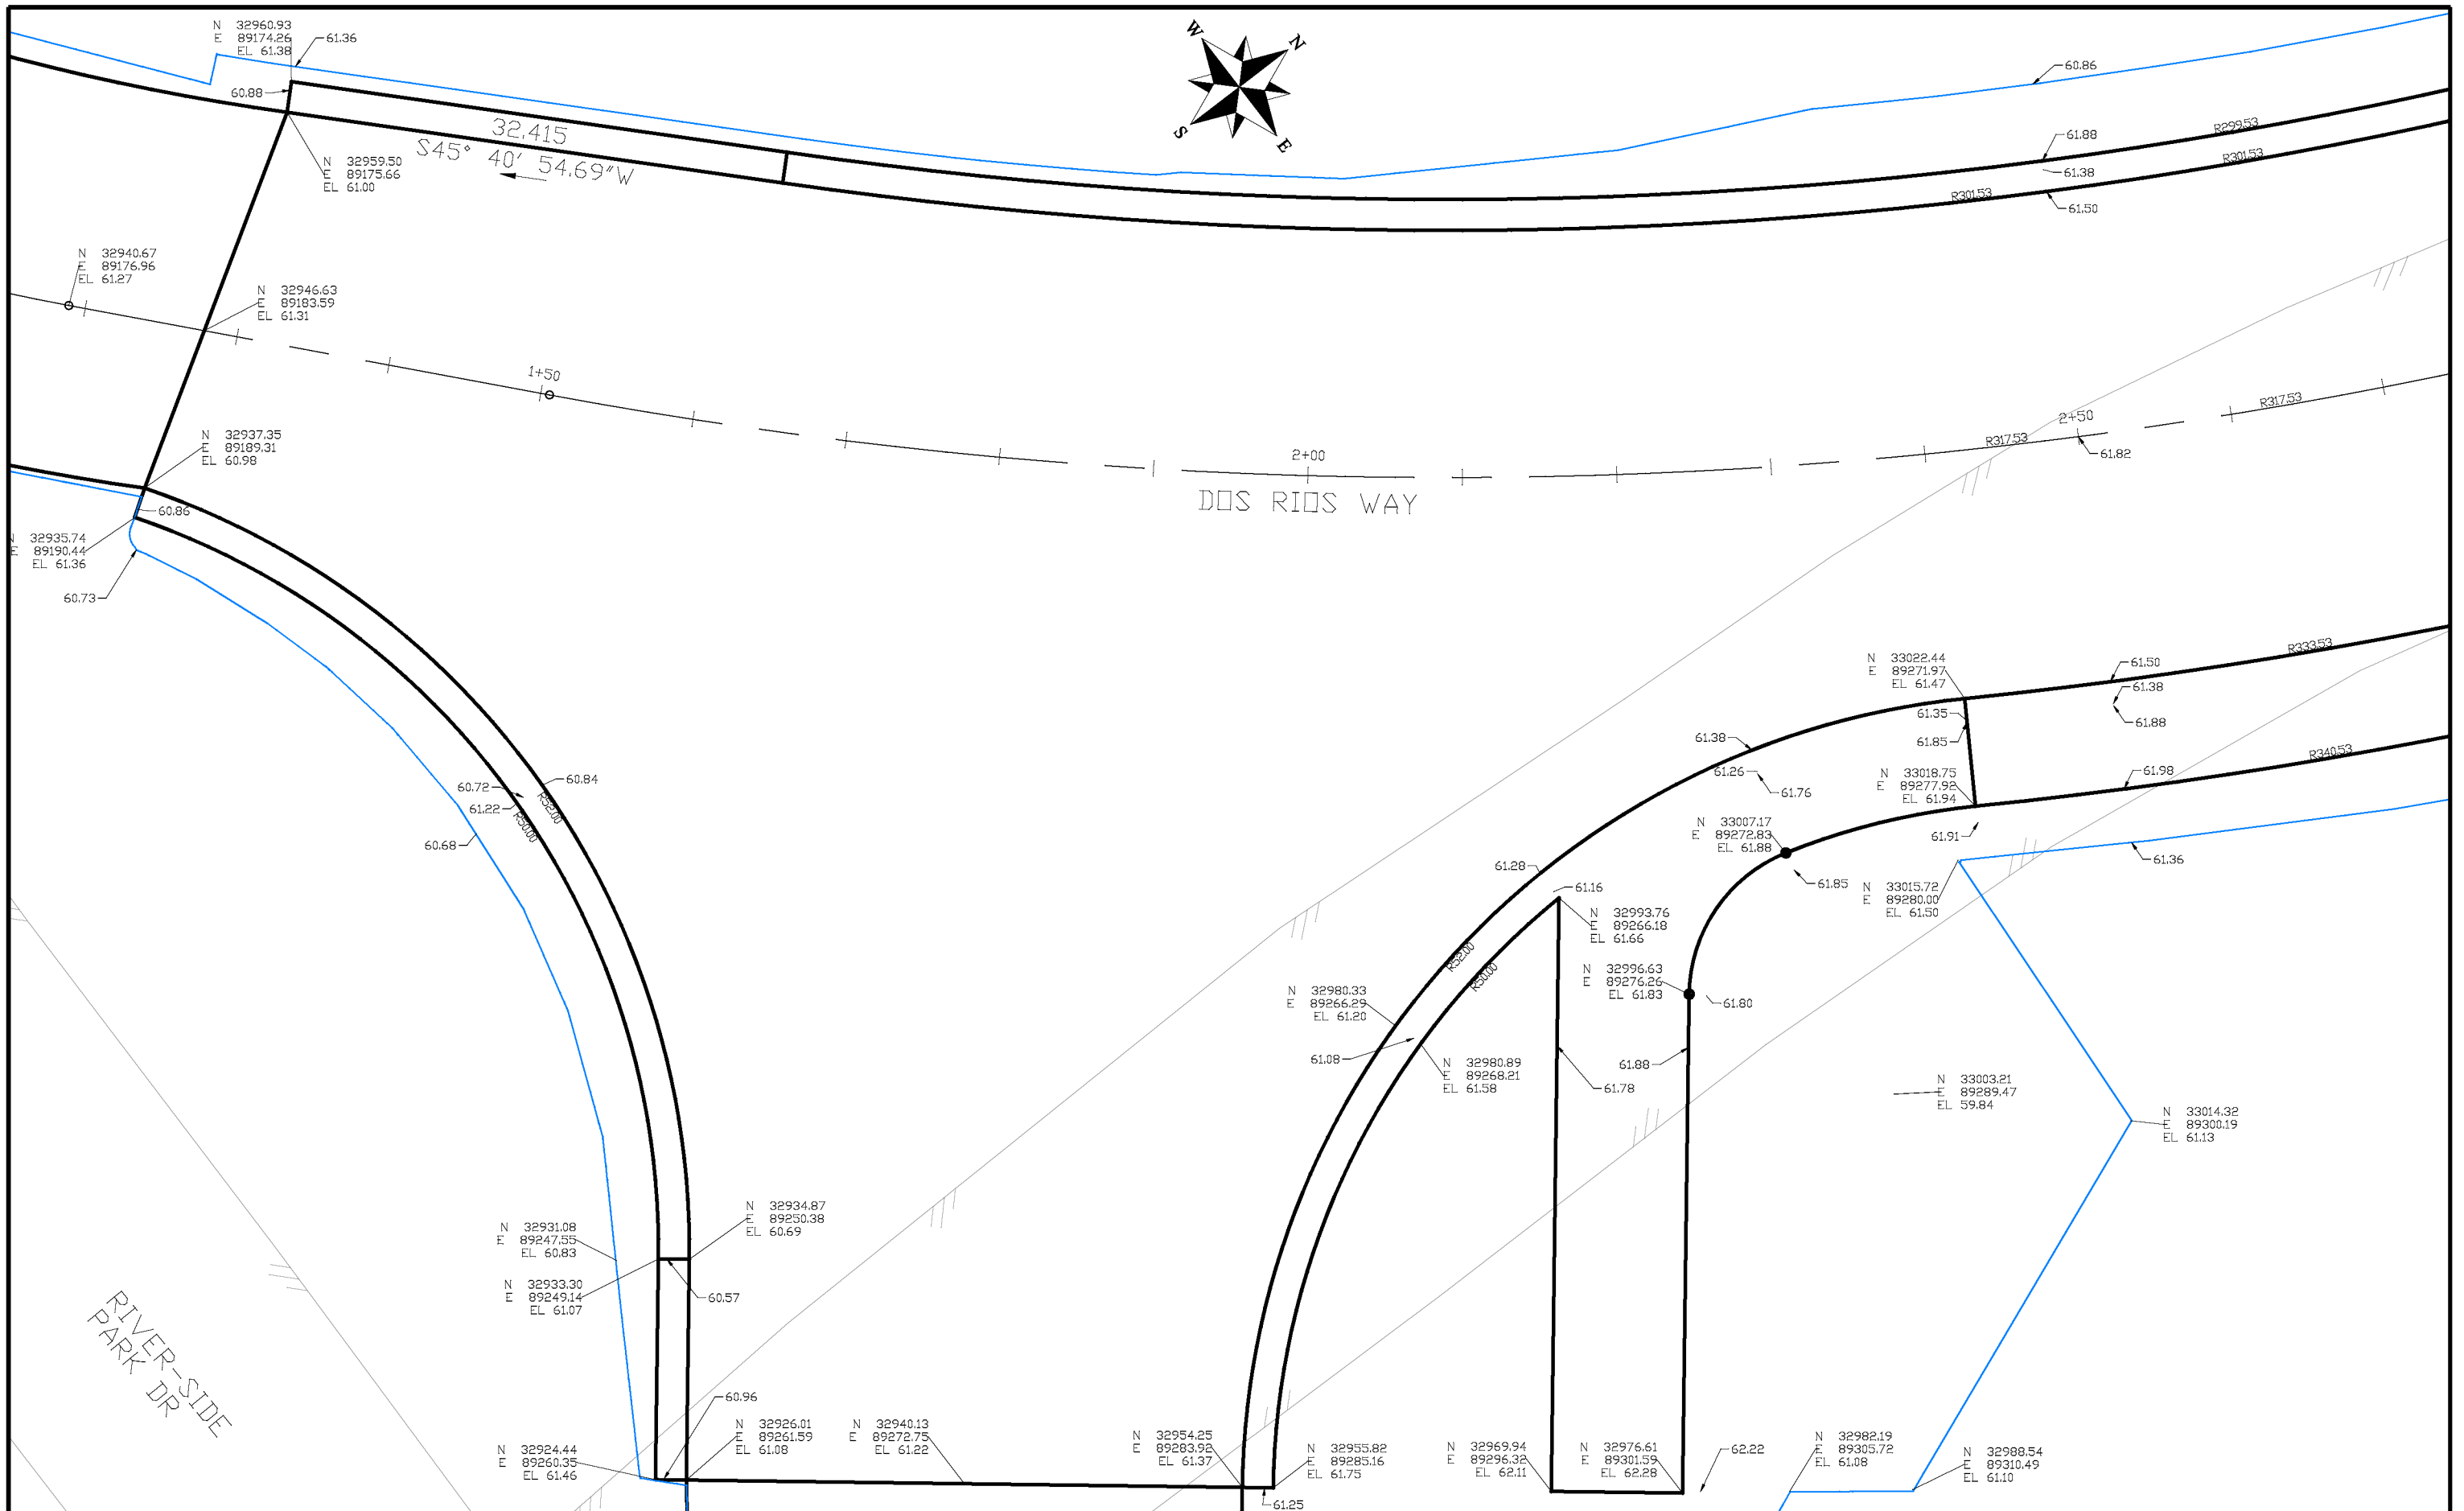 N 32960.93
E 89174.26
EL 61.38
61.36
W
N
S
E
60.86
60.88
32.415
S45° 40' 54.69"W
61.88
R299.53
61.38
R301.53
R301.53
61.50
N 32959.50
E 89175.66
EL 61.00
N 32940.67
E 89176.96
EL 61.27
N 32946.63
E 89183.59
EL 61.31
1+50
R317.53
2+50
R317.53
61.82
2+00
DOS RIOS WAY
N 32937.35
E 89189.31
EL 60.98
60.86
N 32935.74
E 89190.44
EL 61.36
60.73
N 33022.44
E 89271.97
EL 61.47
R333.53
61.50
61.38
61.88
61.35
61.85
61.38
61.26
61.76
R340.53
61.98
N 33018.75
E 89277.92
EL 61.94
60.72
60.84
61.22
R52.00
R50.00
60.68
N 33007.17
E 89272.83
EL 61.88
61.91
61.36
61.28
61.16
61.85
N 33015.72
E 89280.00
EL 61.50
N 32993.76
E 89266.18
EL 61.66
R52.00
R50.00
N 32996.63
E 89276.26
EL 61.83
61.80
N 32980.33
E 89266.29
EL 61.20
61.08
N 32980.89
E 89268.21
EL 61.58
61.88
61.78
N 33003.21
E 89289.47
EL 59.84
N 33014.32
E 89300.19
EL 61.13
N 32934.87
E 89250.38
EL 60.69
N 32931.08
E 89247.55
EL 60.83
N 32933.30
E 89249.14
EL 61.07
60.57
RIVER-SIDE
PARK DR
60.96
N 32926.01
E 89261.59
EL 61.08
N 32940.13
E 89272.75
EL 61.22
N 32924.44
E 89260.35
EL 61.46
N 32954.25
E 89283.92
EL 61.37
N 32955.82
E 89285.16
EL 61.75
61.25
N 32969.94
E 89296.32
EL 62.11
N 32976.61
E 89301.59
EL 62.28
62.22
N 32982.19
E 89305.72
EL 61.08
N 32988.54
E 89310.49
EL 61.10